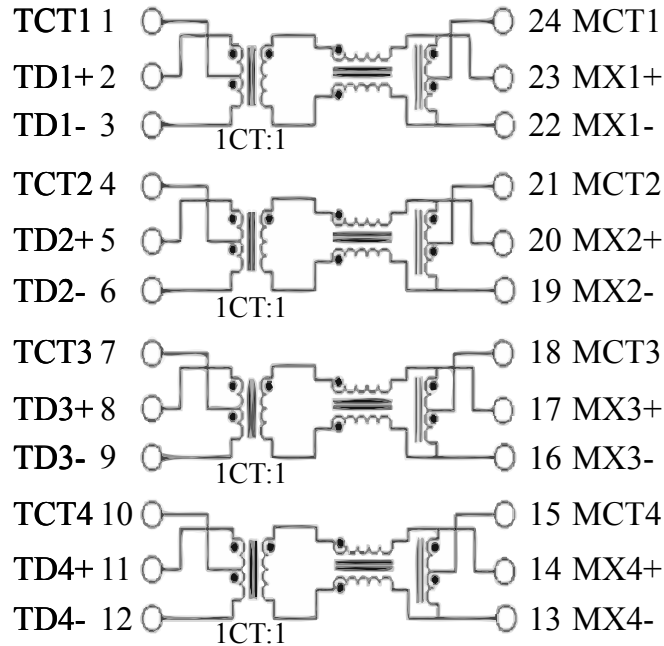 TCT1 1 24 MCT1
TD1+ 2 23 MX1+
TD1- 3 22 MX1-
1CT:1
TCT2 4 21 MCT2
TD2+ 5 20 MX2+
TD2- 6 19 MX2-
1CT:1
TCT3 7 18 MCT3
TD3+ 8 17 MX3+
TD3- 9 16 MX3-
1CT:1
TCT4 10 15 MCT4
TD4+ 11 14 MX4+
TD4- 12 13 MX4-
1CT:1